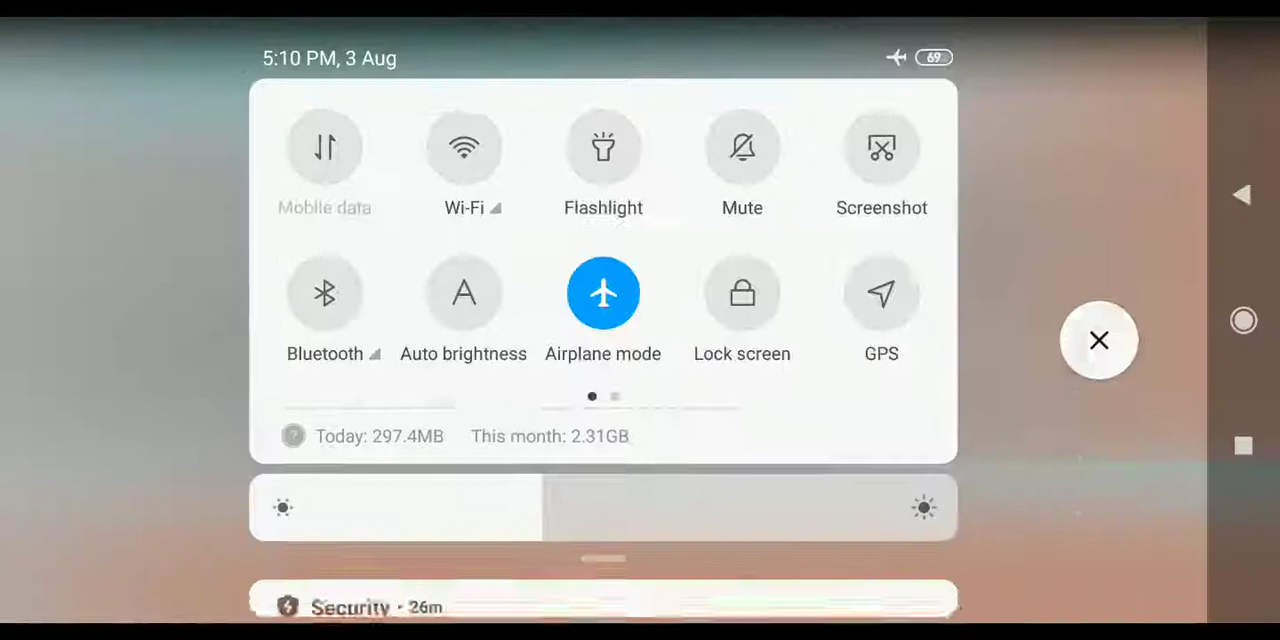 5:10 PM, 3 Aug
69
Mobile data
Wi-Fi
Flashlight
Mute
Screenshot
Bluetooth
Auto brightness
Airplane mode
Lock screen
GPS
Today: 297.4MB
This month: 2.31GB
Security · 26m